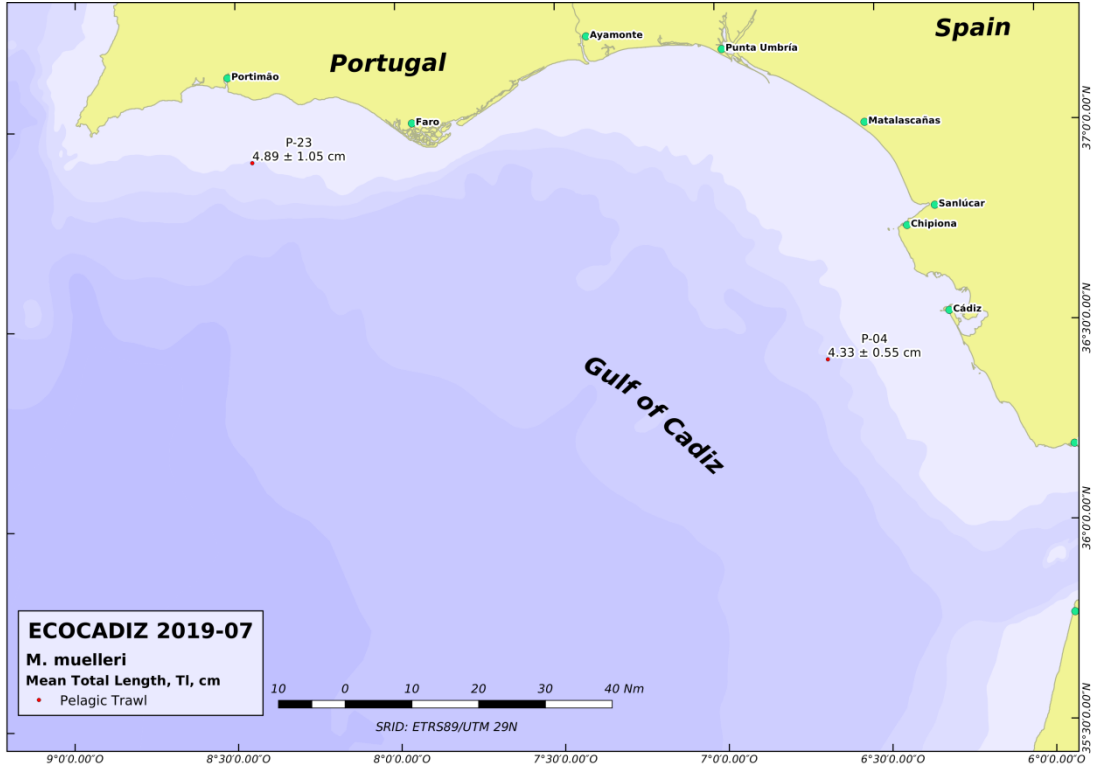 Spain
Portugal
Ayamonte
Punta Umbría
Portimão
Faro
Matalascañas
P-23
4.89 ± 1.05 cm
Sanlúcar
Chipiona
Cádiz
P-04
4.33 ± 0.55 cm
Gulf of Cadiz
37°0'0.00"N
36°30'0.00"N
36°0'0.00"N
35°30'0.00"N
ECOCADIZ 2019-07
M. muelleri
Mean Total Length, Tl, cm
Pelagic Trawl
10 0 10 20 30 40 Nm
SRID: ETRS89/UTM 29N
9°0'0.00"O 8°30'0.00"O 8°0'0.00"O 7°30'0.00"O 7°0'0.00"O 6°30'0.00"O 6°0'0.00"O